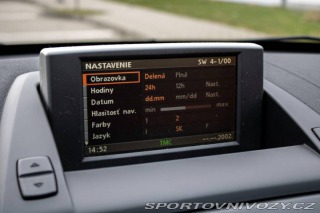 NASTAVENIE SW 4-1/00
Obrazovka Delená Plná
Hodiny 24h 12h Nast.
Datum dd.mm mm/dd Nast.
Hlasitosť nav. min max
Farby 1 2
Jazyk SK F
14:52 TMC --.--.2002
SPORTOVNIVOZY.CZ